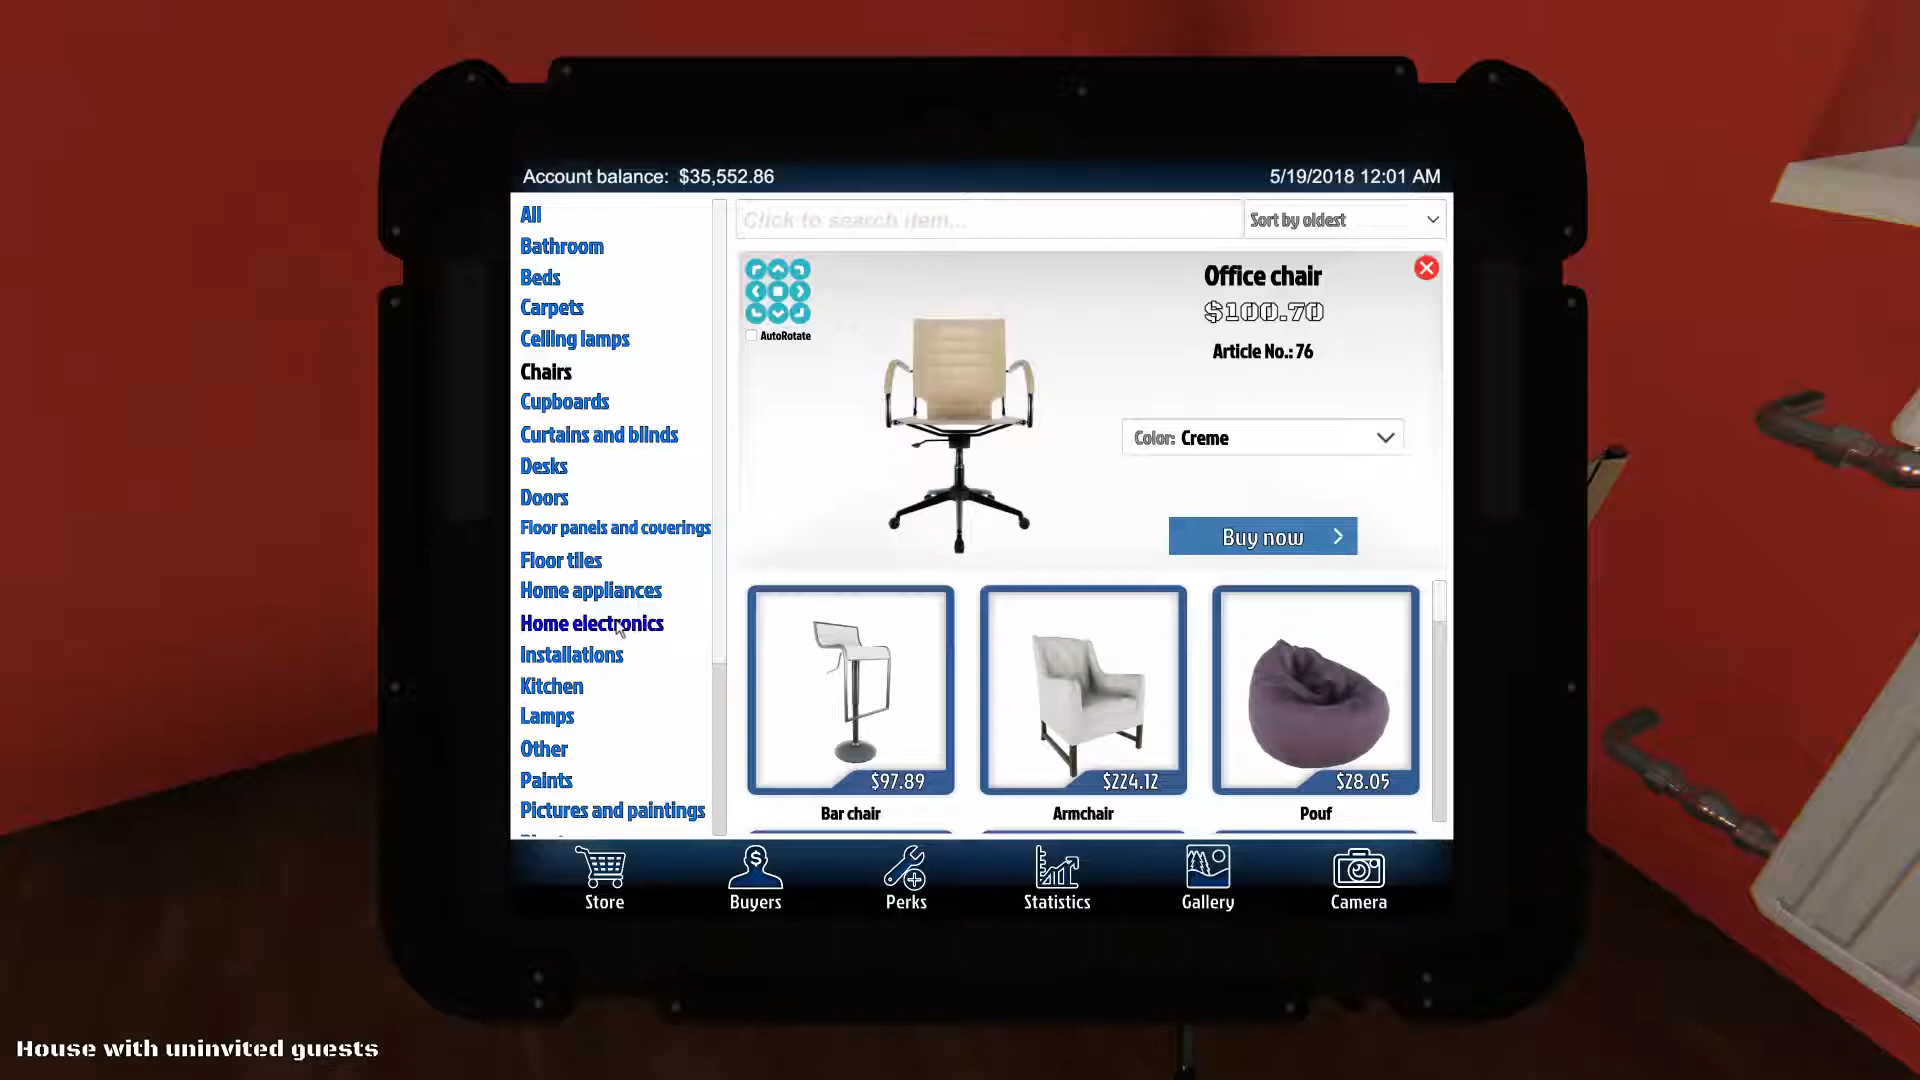 Account balance: $35,552.86
5/19/2018 12:01 AM
All
Bathroom
Beds
Carpets
Ceiling lamps
Chairs
Cupboards
Curtains and blinds
Desks
Doors
Floor panels and coverings
Floor tiles
Home appliances
Home electronics
Installations
Kitchen
Lamps
Other
Paints
Pictures and paintings
Click to search item...
Sort by oldest
AutoRotate
Office chair
$100.70
Article No.: 76
Color: Creme
Buy now
$97.89
Bar chair
$224.12
Armchair
$28.05
Pouf
Store
Buyers
Perks
Statistics
Gallery
Camera
House with uninvited guests